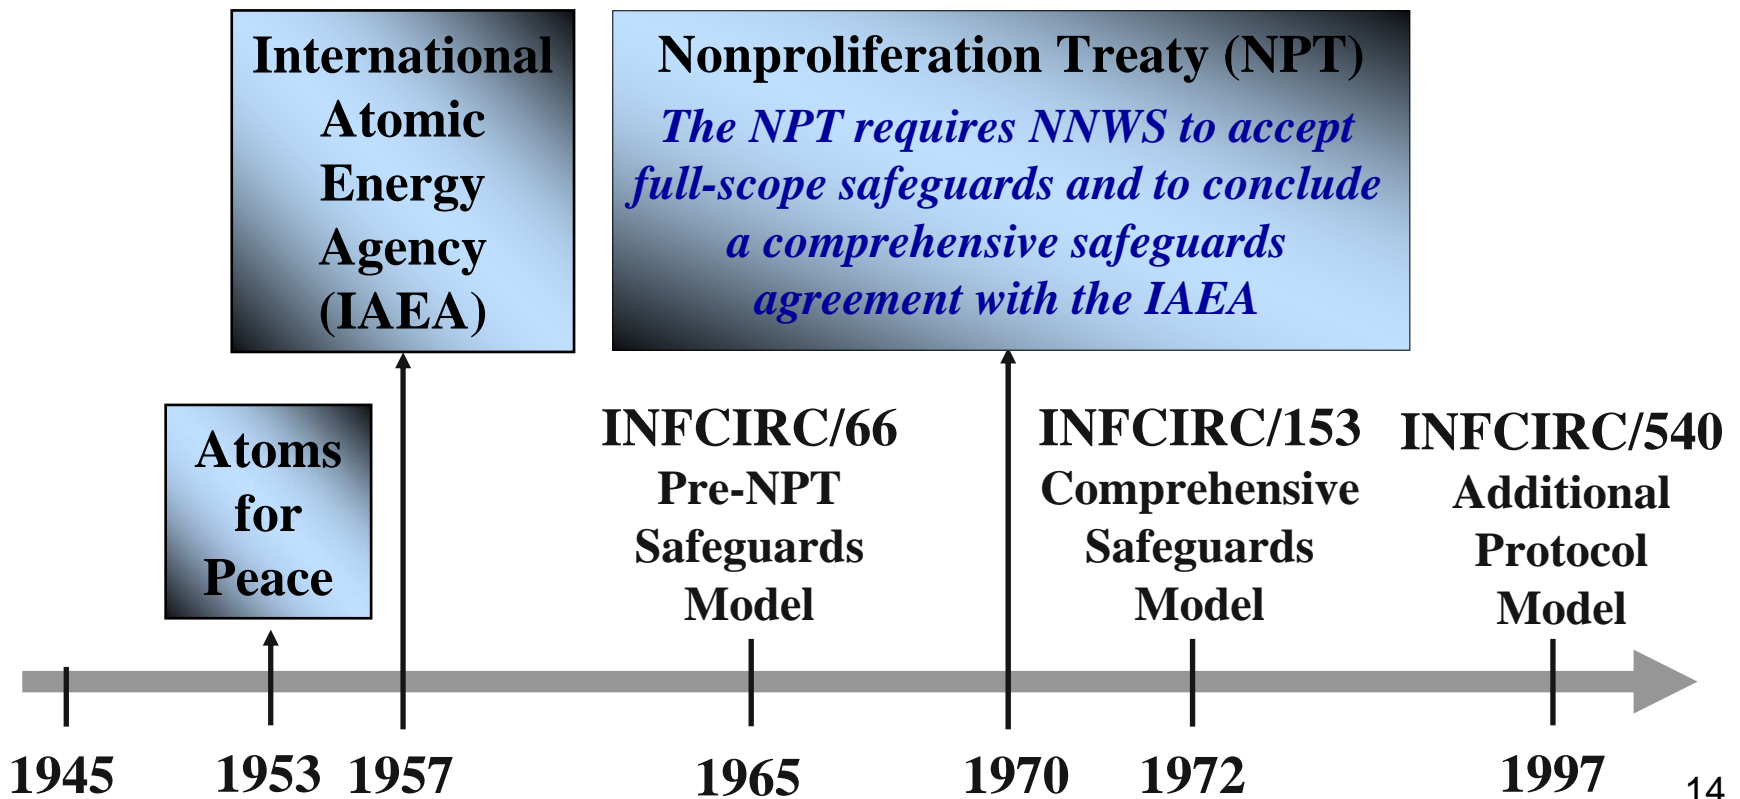 International
Atomic
Energy
Agency
(IAEA)
Nonproliferation Treaty (NPT)
The NPT requires NNWS to accept
full-scope safeguards and to conclude
a comprehensive safeguards
agreement with the IAEA
Atoms
for
Peace
INFCIRC/66
Pre-NPT
Safeguards
Model
INFCIRC/153
Comprehensive
Safeguards
Model
INFCIRC/540
Additional
Protocol
Model
1945
1953
1957
1965
1970
1972
1997
14